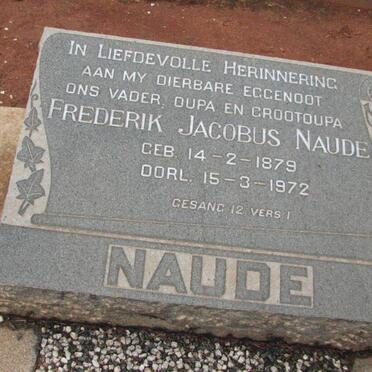 IN LIEFDEVOLLE HERINNERING
AAN MY DIERBARE EGGENOOT
ONS VADER, OUPA EN GROOTOUPA
FREDERIK JACOBUS NAUDE
GEB. 14-2-1879
OORL. 15-3-1972
GESANG 12 VERS 1
NAUDE